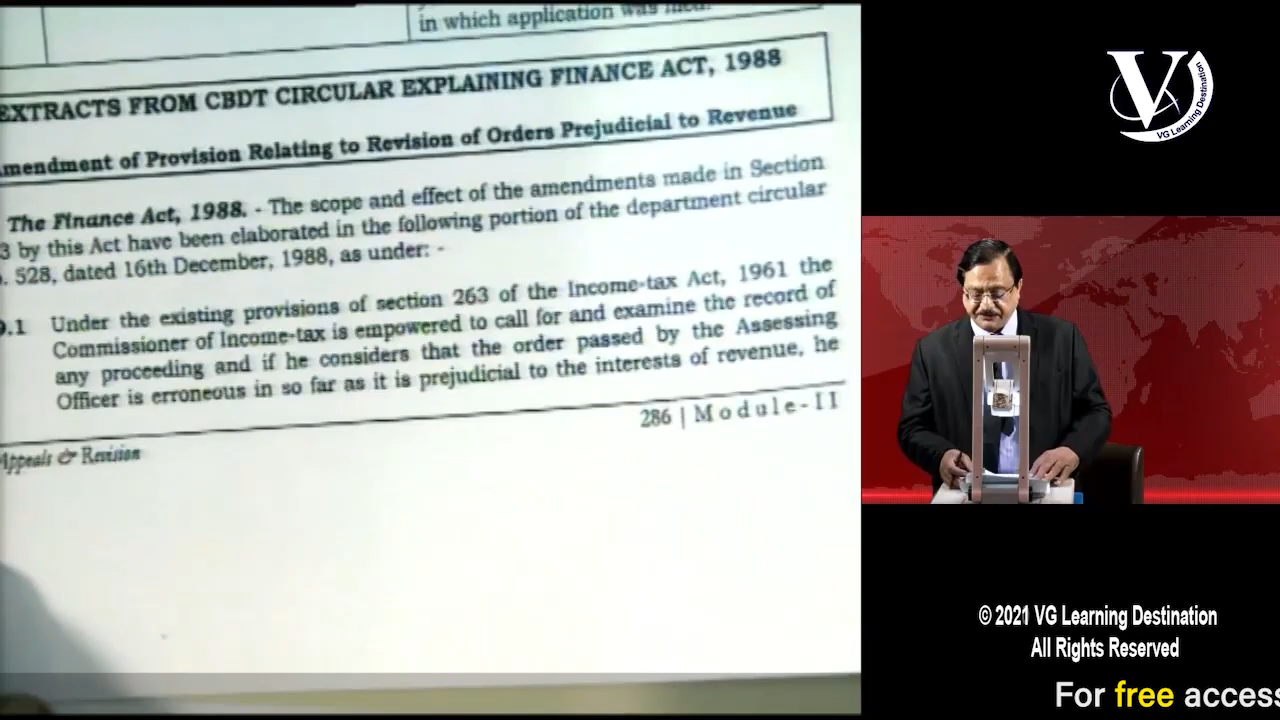 in which application was filed.
EXTRACTS FROM CBDT CIRCULAR EXPLAINING FINANCE ACT, 1988
mendment of Provision Relating to Revision of Orders Prejudicial to Revenue
The Finance Act, 1988. - The scope and effect of the amendments made in Section
3 by this Act have been elaborated in the following portion of the department circular
. 528, dated 16th December, 1988, as under: -
.1 Under the existing provisions of section 263 of the Income-tax Act, 1961 the
Commissioner of Income-tax is empowered to call for and examine the record of
any proceeding and if he considers that the order passed by the Assessing
Officer is erroneous in so far as it is prejudicial to the interests of revenue, he
286 | Module-II
Appeals & Revision
V
VG Learning Destination
© 2021 VG Learning Destination
All Rights Reserved
For free access